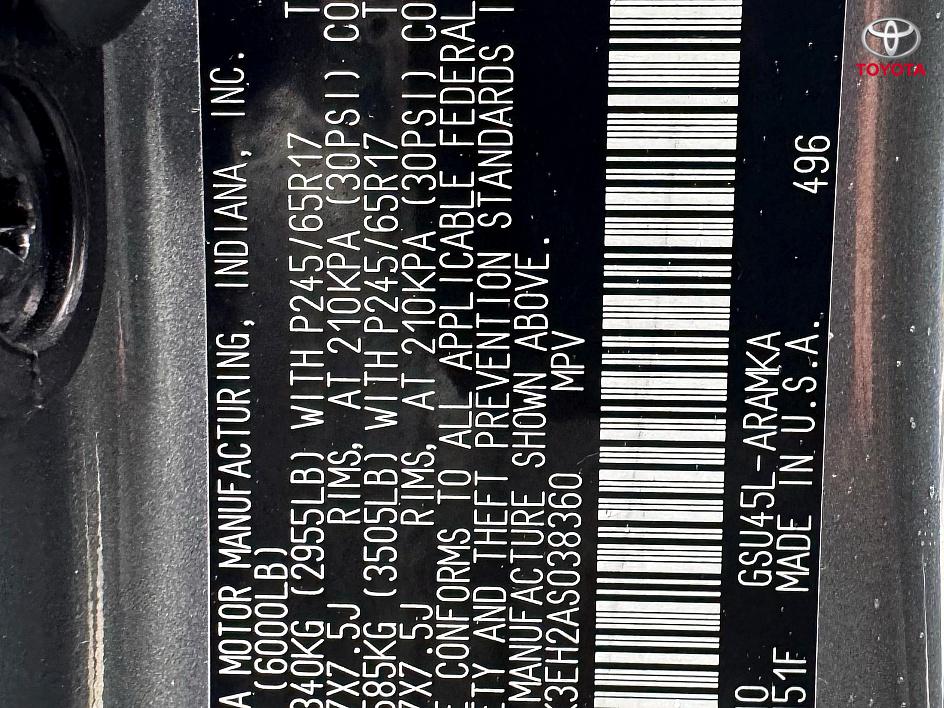 A MOTOR MANUFACTURING, INDIANA, INC.
(6000LB)
340KG (2955LB) WITH P245/65R17 T
7X7.5J RIMS, AT 210KPA (30PSI) CO
585KG (3505LB) WITH P245/65R17 T
7X7.5J RIMS, AT 210KPA (30PSI) CO
E CONFORMS TO ALL APPLICABLE FEDERAL
ETY AND THEFT PREVENTION STANDARDS I
MANUFACTURE SHOWN ABOVE.
K3EH2AS038360 MPV
0 GSU45L-ARAMKA
51F MADE IN U.S.A. 496
TOYOTA